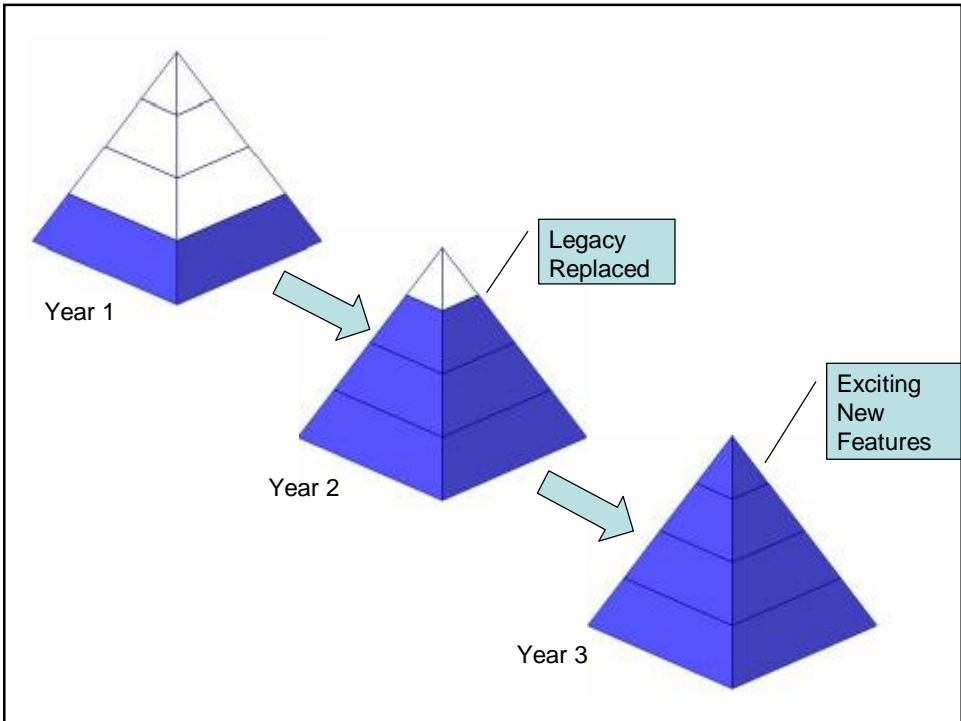 Year 1
Legacy
Replaced
Year 2
Exciting
New
Features
Year 3